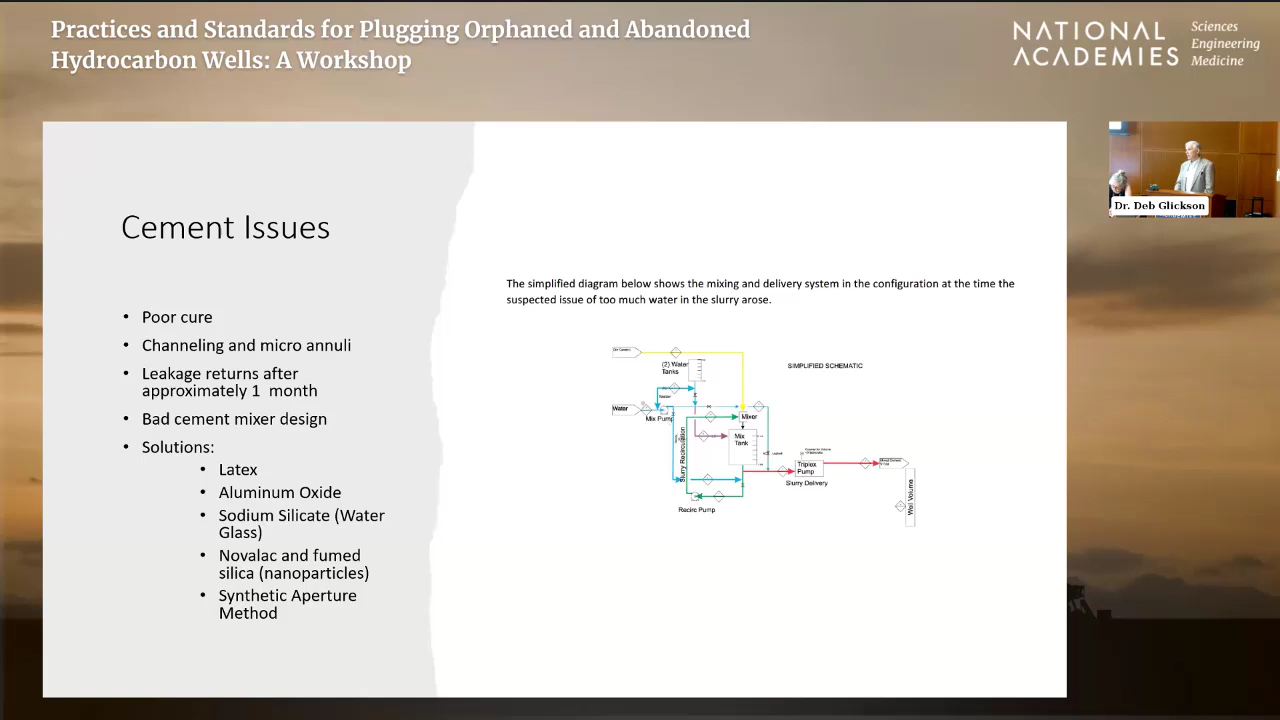 Practices and Standards for Plugging Orphaned and Abandoned
Hydrocarbon Wells: A Workshop
NATIONAL
ACADEMIES
Sciences
Engineering
Medicine
Dr. Deb Glickson
Cement Issues
• Poor cure
• Channeling and micro annuli
• Leakage returns after
approximately 1 month
• Bad cement mixer design
• Solutions:
• Latex
• Aluminum Oxide
• Sodium Silicate (Water
Glass)
• Novalac and fumed
silica (nanoparticles)
• Synthetic Aperture
Method
The simplified diagram below shows the mixing and delivery system in the configuration at the time the
suspected issue of too much water in the slurry arose.
SIMPLIFIED SCHEMATIC
(2) Water
Tanks
Water
Water
Mix Pump
Mixer
Mix
Tank
Slurry Recirculation
Recirc Pump
Triplex
Pump
Slurry Delivery
Well Volume